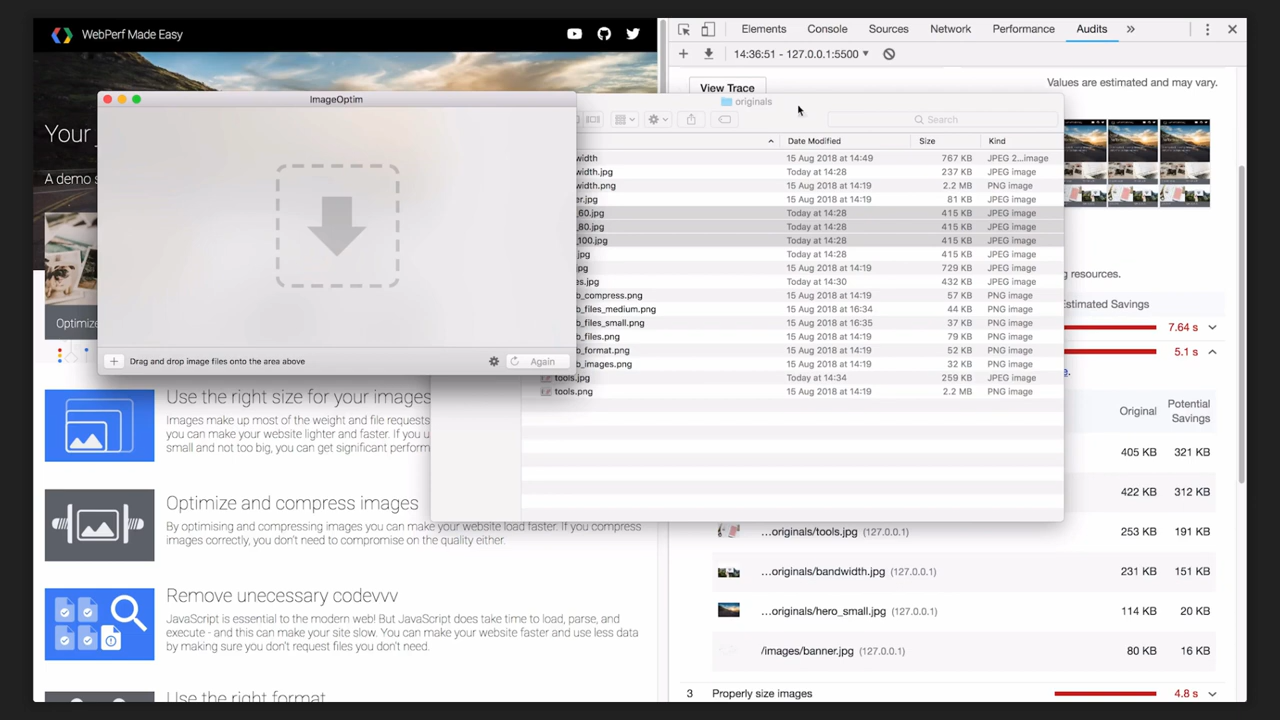 WebPerf Made Easy
Elements Console Sources Network Performance Audits »
14:36:51 - 127.0.0.1:5500
View Trace
Values are estimated and may vary.
ImageOptim
originals
Search
Your
A demo s
Date Modified Size Kind
width 15 Aug 2018 at 14:49 767 KB JPEG 2...image
width.jpg Today at 14:28 237 KB JPEG image
width.png 15 Aug 2018 at 14:19 2.2 MB PNG image
er.jpg 15 Aug 2018 at 14:19 81 KB JPEG image
_60.jpg Today at 14:28 415 KB JPEG image
_80.jpg Today at 14:28 415 KB JPEG image
_100.jpg Today at 14:28 415 KB JPEG image
jpg Today at 14:28 415 KB JPEG image
jpg 15 Aug 2018 at 14:19 729 KB JPEG image
es.jpg Today at 14:30 432 KB JPEG image
b_compress.png 15 Aug 2018 at 14:19 57 KB PNG image
b_files_medium.png 15 Aug 2018 at 16:34 44 KB PNG image
b_files_small.png 15 Aug 2018 at 16:35 37 KB PNG image
b_files.png 15 Aug 2018 at 14:19 79 KB PNG image
b_format.png 15 Aug 2018 at 14:19 52 KB PNG image
b_images.png 15 Aug 2018 at 14:19 32 KB PNG image
tools.jpg Today at 14:34 259 KB JPEG image
tools.png 15 Aug 2018 at 14:19 2.2 MB PNG image
Optimize
Drag and drop image files onto the area above
Again
g resources.
Estimated Savings
7.64 s
5.1 s
e.
Original Potential Savings
405 KB 321 KB
422 KB 312 KB
…originals/tools.jpg (127.0.0.1) 253 KB 191 KB
…originals/bandwidth.jpg (127.0.0.1) 231 KB 151 KB
…originals/hero_small.jpg (127.0.0.1) 114 KB 20 KB
/images/banner.jpg (127.0.0.1) 80 KB 16 KB
3 Properly size images 4.8 s
Use the right size for your images
Images make up most of the weight and file requests
you can make your website lighter and faster. If you u
small and not too big, you can get significant perform
Optimize and compress images
By optimising and compressing images you can make your website load faster. If you compress
images correctly, you don't need to compromise on the quality either.
Remove unecessary codevvv
JavaScript is essential to the modern web! But JavaScript does take time to load, parse, and
execute - and this can make your site slow. You can make your website faster and use less data
by making sure you don't request files you don't need.
Use the right format